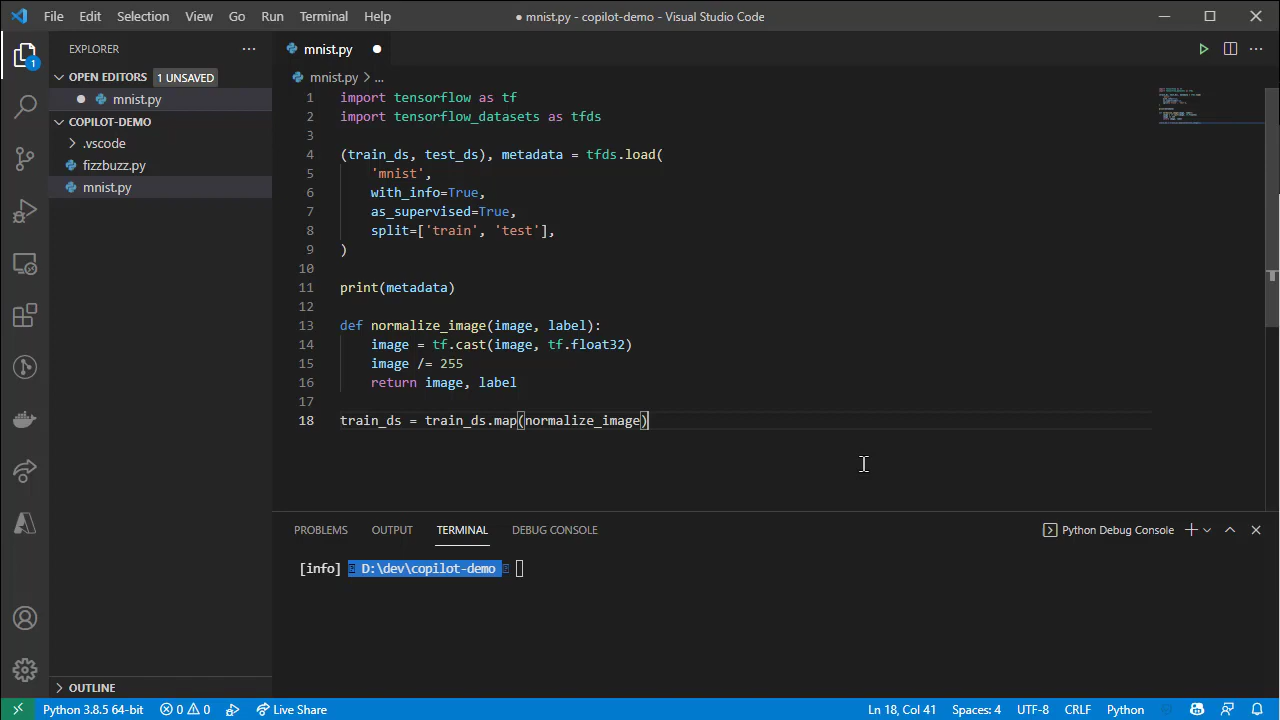 File Edit Selection View Go Run Terminal Help
● mnist.py - copilot-demo - Visual Studio Code
EXPLORER
OPEN EDITORS 1 UNSAVED
mnist.py
COPILOT-DEMO
.vscode
fizzbuzz.py
mnist.py
OUTLINE
1
mnist.py
mnist.py > ...
1 import tensorflow as tf
2 import tensorflow_datasets as tfds
3
4 (train_ds, test_ds), metadata = tfds.load(
5 'mnist',
6 with_info=True,
7 as_supervised=True,
8 split=['train', 'test'],
9 )
10
11 print(metadata)
12
13 def normalize_image(image, label):
14 image = tf.cast(image, tf.float32)
15 image /= 255
16 return image, label
17
18 train_ds = train_ds.map(normalize_image)
PROBLEMS OUTPUT TERMINAL DEBUG CONSOLE
Python Debug Console
[info] D:\dev\copilot-demo
Python 3.8.5 64-bit 0 0 Live Share
Ln 18, Col 41 Spaces: 4 UTF-8 CRLF Python